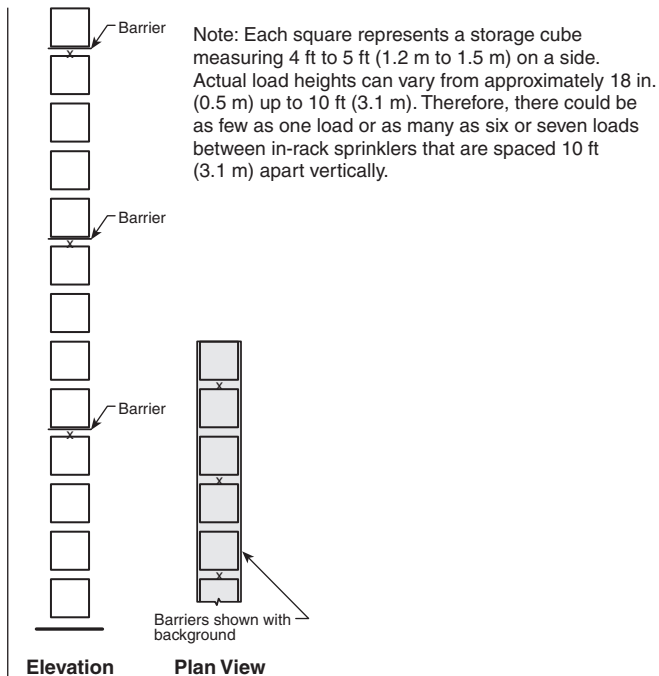 Barrier
Note: Each square represents a storage cube
measuring 4 ft to 5 ft (1.2 m to 1.5 m) on a side.
Actual load heights can vary from approximately 18 in.
(0.5 m) up to 10 ft (3.1 m). Therefore, there could be
as few as one load or as many as six or seven loads
between in-rack sprinklers that are spaced 10 ft
(3.1 m) apart vertically.
x
Barrier
x
Barrier
x
x
x
x
Barriers shown with
background
Elevation
Plan View